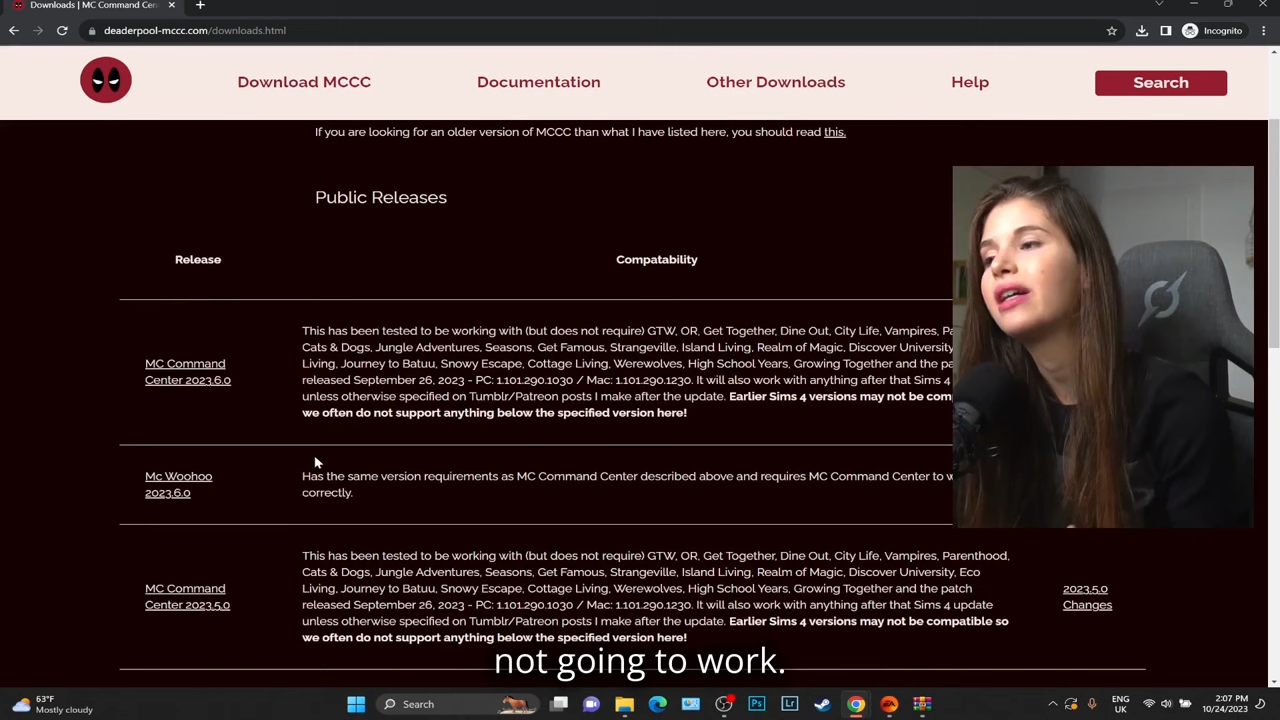 Downloads | MC Command Cen
deaderpool-mccc.com/downloads.html
Incognito
Download MCCC
Documentation
Other Downloads
Help
Search
If you are looking for an older version of MCCC than what I have listed here, you should read this.
Public Releases
Release
Compatability
MC Command
Center 2023.6.0
This has been tested to be working with (but does not require) GTW, OR, Get Together, Dine Out, City Life, Vampires,
Cats & Dogs, Jungle Adventures, Seasons, Get Famous, Strangeville, Island Living, Realm of Magic, Discover University
Living, Journey to Batuu, Snowy Escape, Cottage Living, Werewolves, High School Years, Growing Together and the pa
released September 26, 2023 - PC: 1.101.290.1030 / Mac: 1.101.290.1230. It will also work with anything after that Sims 4
unless otherwise specified on Tumblr/Patreon posts I make after the update. Earlier Sims 4 versions may not be comp
we often do not support anything below the specified version here!
Mc Woohoo
2023.6.0
Has the same version requirements as MC Command Center described above and requires MC Command Center to w
correctly.
MC Command
Center 2023.5.0
This has been tested to be working with (but does not require) GTW, OR, Get Together, Dine Out, City Life, Vampires, Parenthood,
Cats & Dogs, Jungle Adventures, Seasons, Get Famous, Strangeville, Island Living, Realm of Magic, Discover University, Eco
Living, Journey to Batuu, Snowy Escape, Cottage Living, Werewolves, High School Years, Growing Together and the patch
released September 26, 2023 - PC: 1.101.290.1030 / Mac: 1.101.290.1230. It will also work with anything after that Sims 4 update
unless otherwise specified on Tumblr/Patreon posts I make after the update. Earlier Sims 4 versions may not be compatible so
we often do not support anything below the specified version here!
2023.5.0
Changes
not going to work.
63°F
Mostly cloudy
Search
Ps
Lr
ENG
UK
2:07 PM
10/24/2023